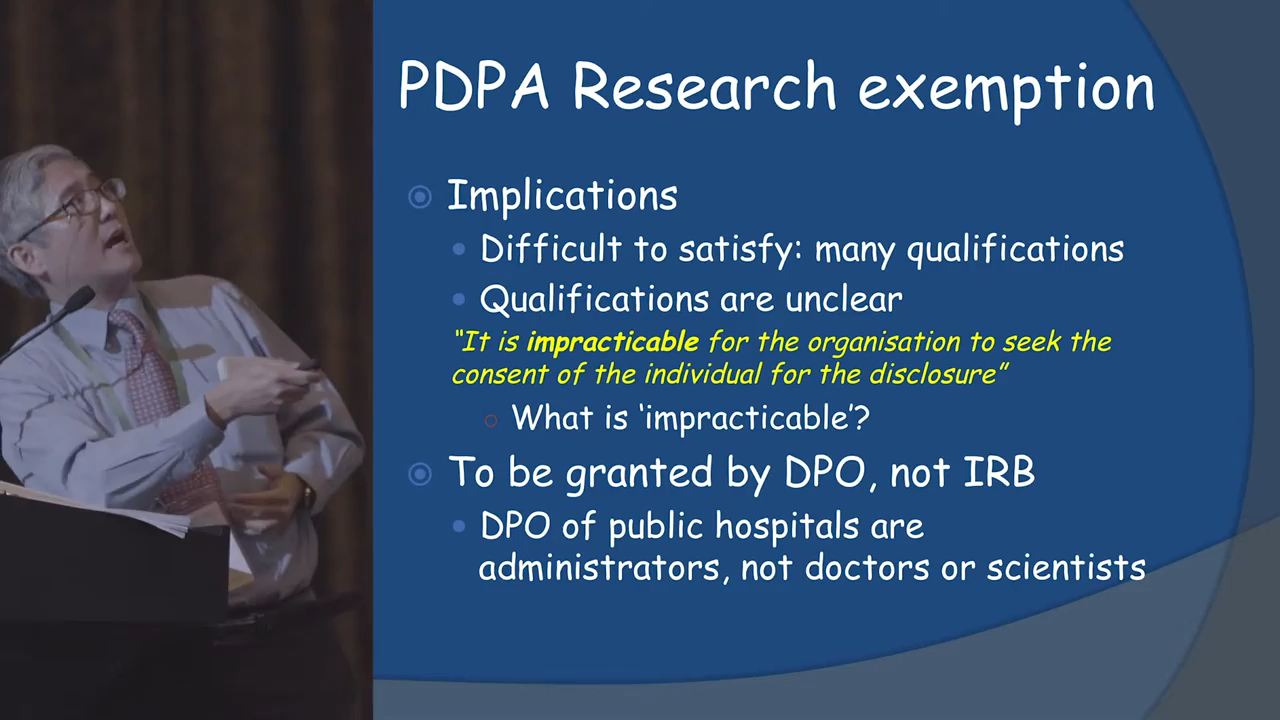 PDPA Research exemption
Implications
Difficult to satisfy: many qualifications
Qualifications are unclear
“It is impracticable for the organisation to seek the
consent of the individual for the disclosure”
What is ‘impracticable’?
To be granted by DPO, not IRB
DPO of public hospitals are
administrators, not doctors or scientists